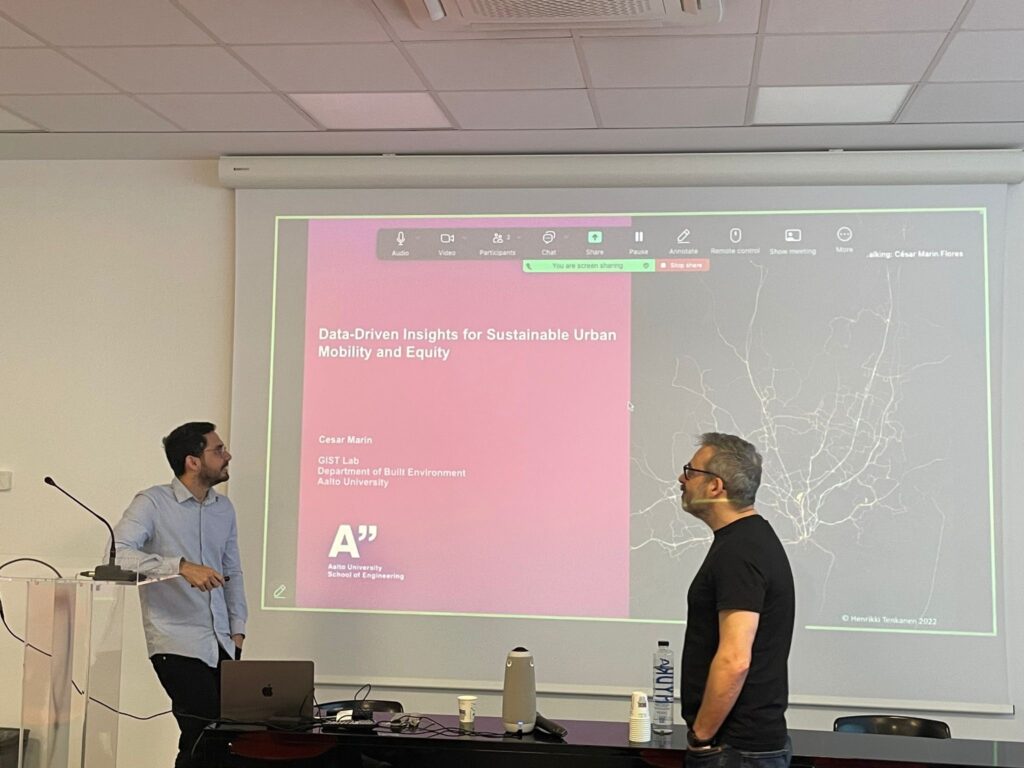 Audio
Video
Participants
2
Chat
Share
Pause
Annotate
Remote control
Show meeting
More
You are screen sharing
Stop share
alking: César Marin Flores
Data-Driven Insights for Sustainable Urban
Mobility and Equity
Cesar Marin
GIST Lab
Department of Built Environment
Aalto University
A”
Aalto University
School of Engineering
© Henrikki Tenkanen 2022